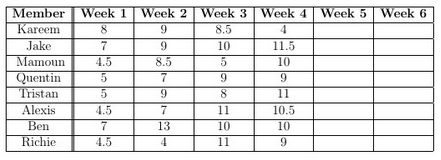 Member Week 1 Week 2 Week 3 Week 4 Week 5 Week 6
Kareem 8 9 8.5 4
Jake 7 9 10 11.5
Mamoun 4.5 8.5 5 10
Quentin 5 7 9 9
Tristan 5 9 8 11
Alexis 4.5 7 11 10.5
Ben 7 13 10 10
Richie 4.5 4 11 9